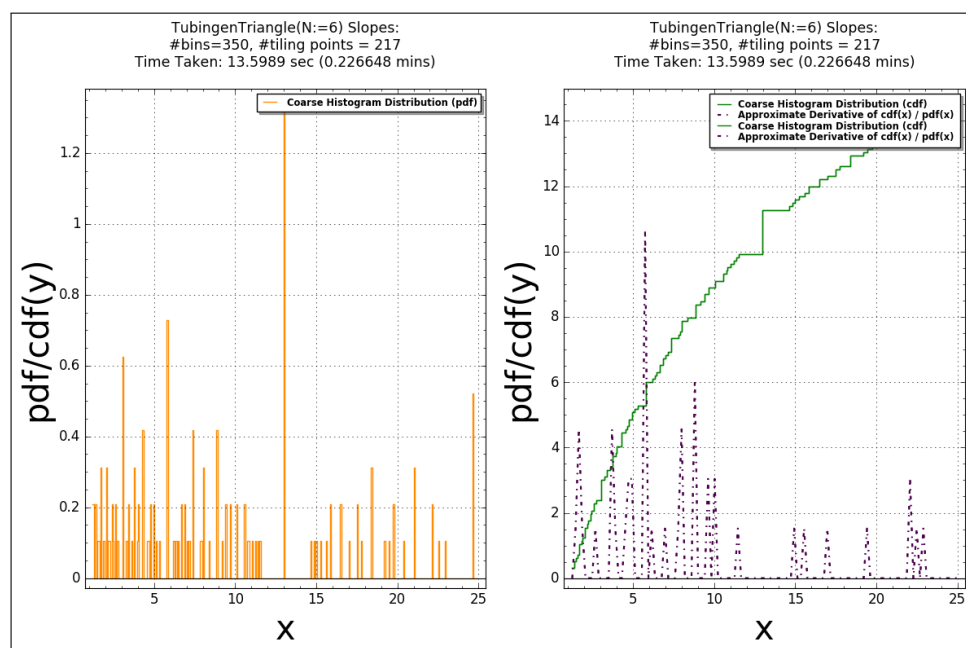 TubingenTriangle(N:=6) Slopes:
#bins=350, #tiling points = 217
Time Taken: 13.5989 sec (0.226648 mins)
Coarse Histogram Distribution (pdf)
1.2
1
0.8
0.6
0.4
0.2
0
5
10
15
20
25
pdf/cdf(y)
x
TubingenTriangle(N:=6) Slopes:
#bins=350, #tiling points = 217
Time Taken: 13.5989 sec (0.226648 mins)
Coarse Histogram Distribution (cdf)
Approximate Derivative of cdf(x) / pdf(x)
Coarse Histogram Distribution (cdf)
Approximate Derivative of cdf(x) / pdf(x)
14
12
10
8
6
4
2
0
5
10
15
20
25
pdf/cdf(y)
x